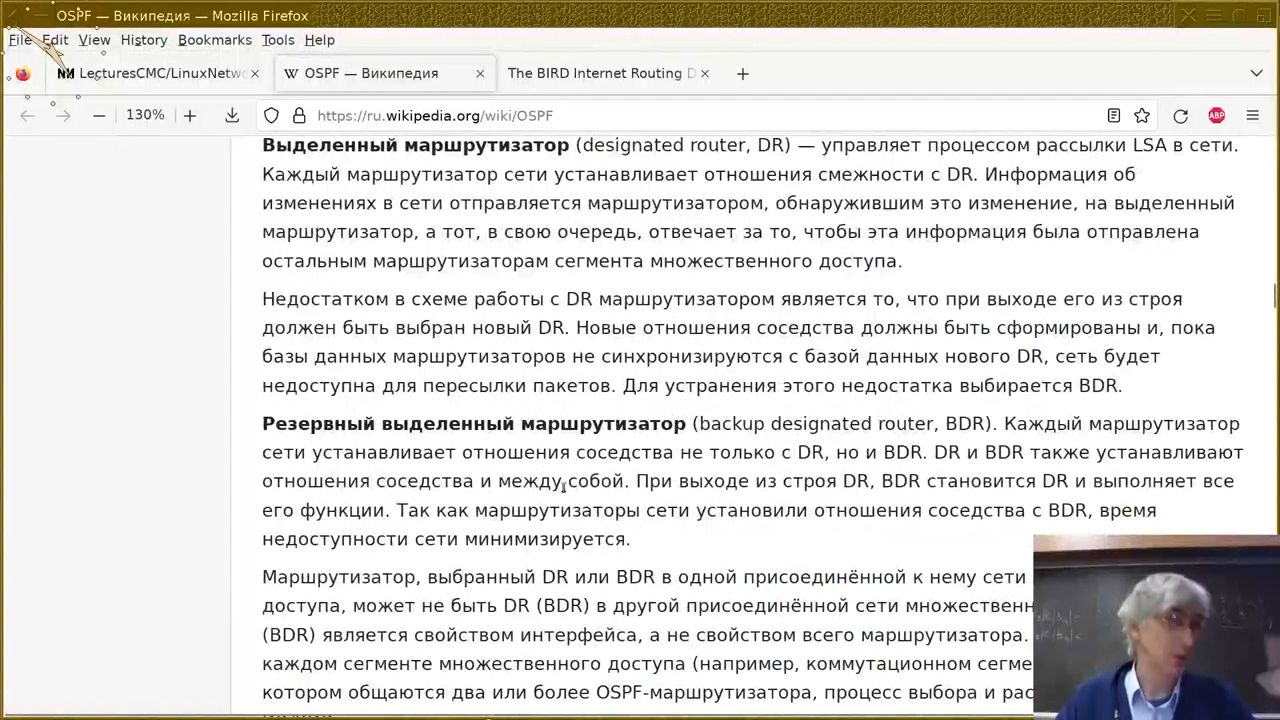 OSPF — Википедия — Mozilla Firefox
File Edit View History Bookmarks Tools Help
LecturesCMC/LinuxNetw
OSPF — Википедия
The BIRD Internet Routing D
130%
https://ru.wikipedia.org/wiki/OSPF
ABP
Выделенный маршрутизатор (designated router, DR) — управляет процессом рассылки LSA в сети.
Каждый маршрутизатор сети устанавливает отношения смежности с DR. Информация об
изменениях в сети отправляется маршрутизатором, обнаружившим это изменение, на выделенный
маршрутизатор, а тот, в свою очередь, отвечает за то, чтобы эта информация была отправлена
остальным маршрутизаторам сегмента множественного доступа.
Недостатком в схеме работы с DR маршрутизатором является то, что при выходе его из строя
должен быть выбран новый DR. Новые отношения соседства должны быть сформированы и, пока
базы данных маршрутизаторов не синхронизируются с базой данных нового DR, сеть будет
недоступна для пересылки пакетов. Для устранения этого недостатка выбирается BDR.
Резервный выделенный маршрутизатор (backup designated router, BDR). Каждый маршрутизатор
сети устанавливает отношения соседства не только с DR, но и BDR. DR и BDR также устанавливают
отношения соседства и между собой. При выходе из строя DR, BDR становится DR и выполняет все
его функции. Так как маршрутизаторы сети установили отношения соседства с BDR, время
недоступности сети минимизируется.
Маршрутизатор, выбранный DR или BDR в одной присоединённой к нему сети
доступа, может не быть DR (BDR) в другой присоединённой сети множественн
(BDR) является свойством интерфейса, а не свойством всего маршрутизатора.
каждом сегменте множественного доступа (например, коммутационном сегме
котором общаются два или более OSPF-маршрутизатора, процесс выбора и рас